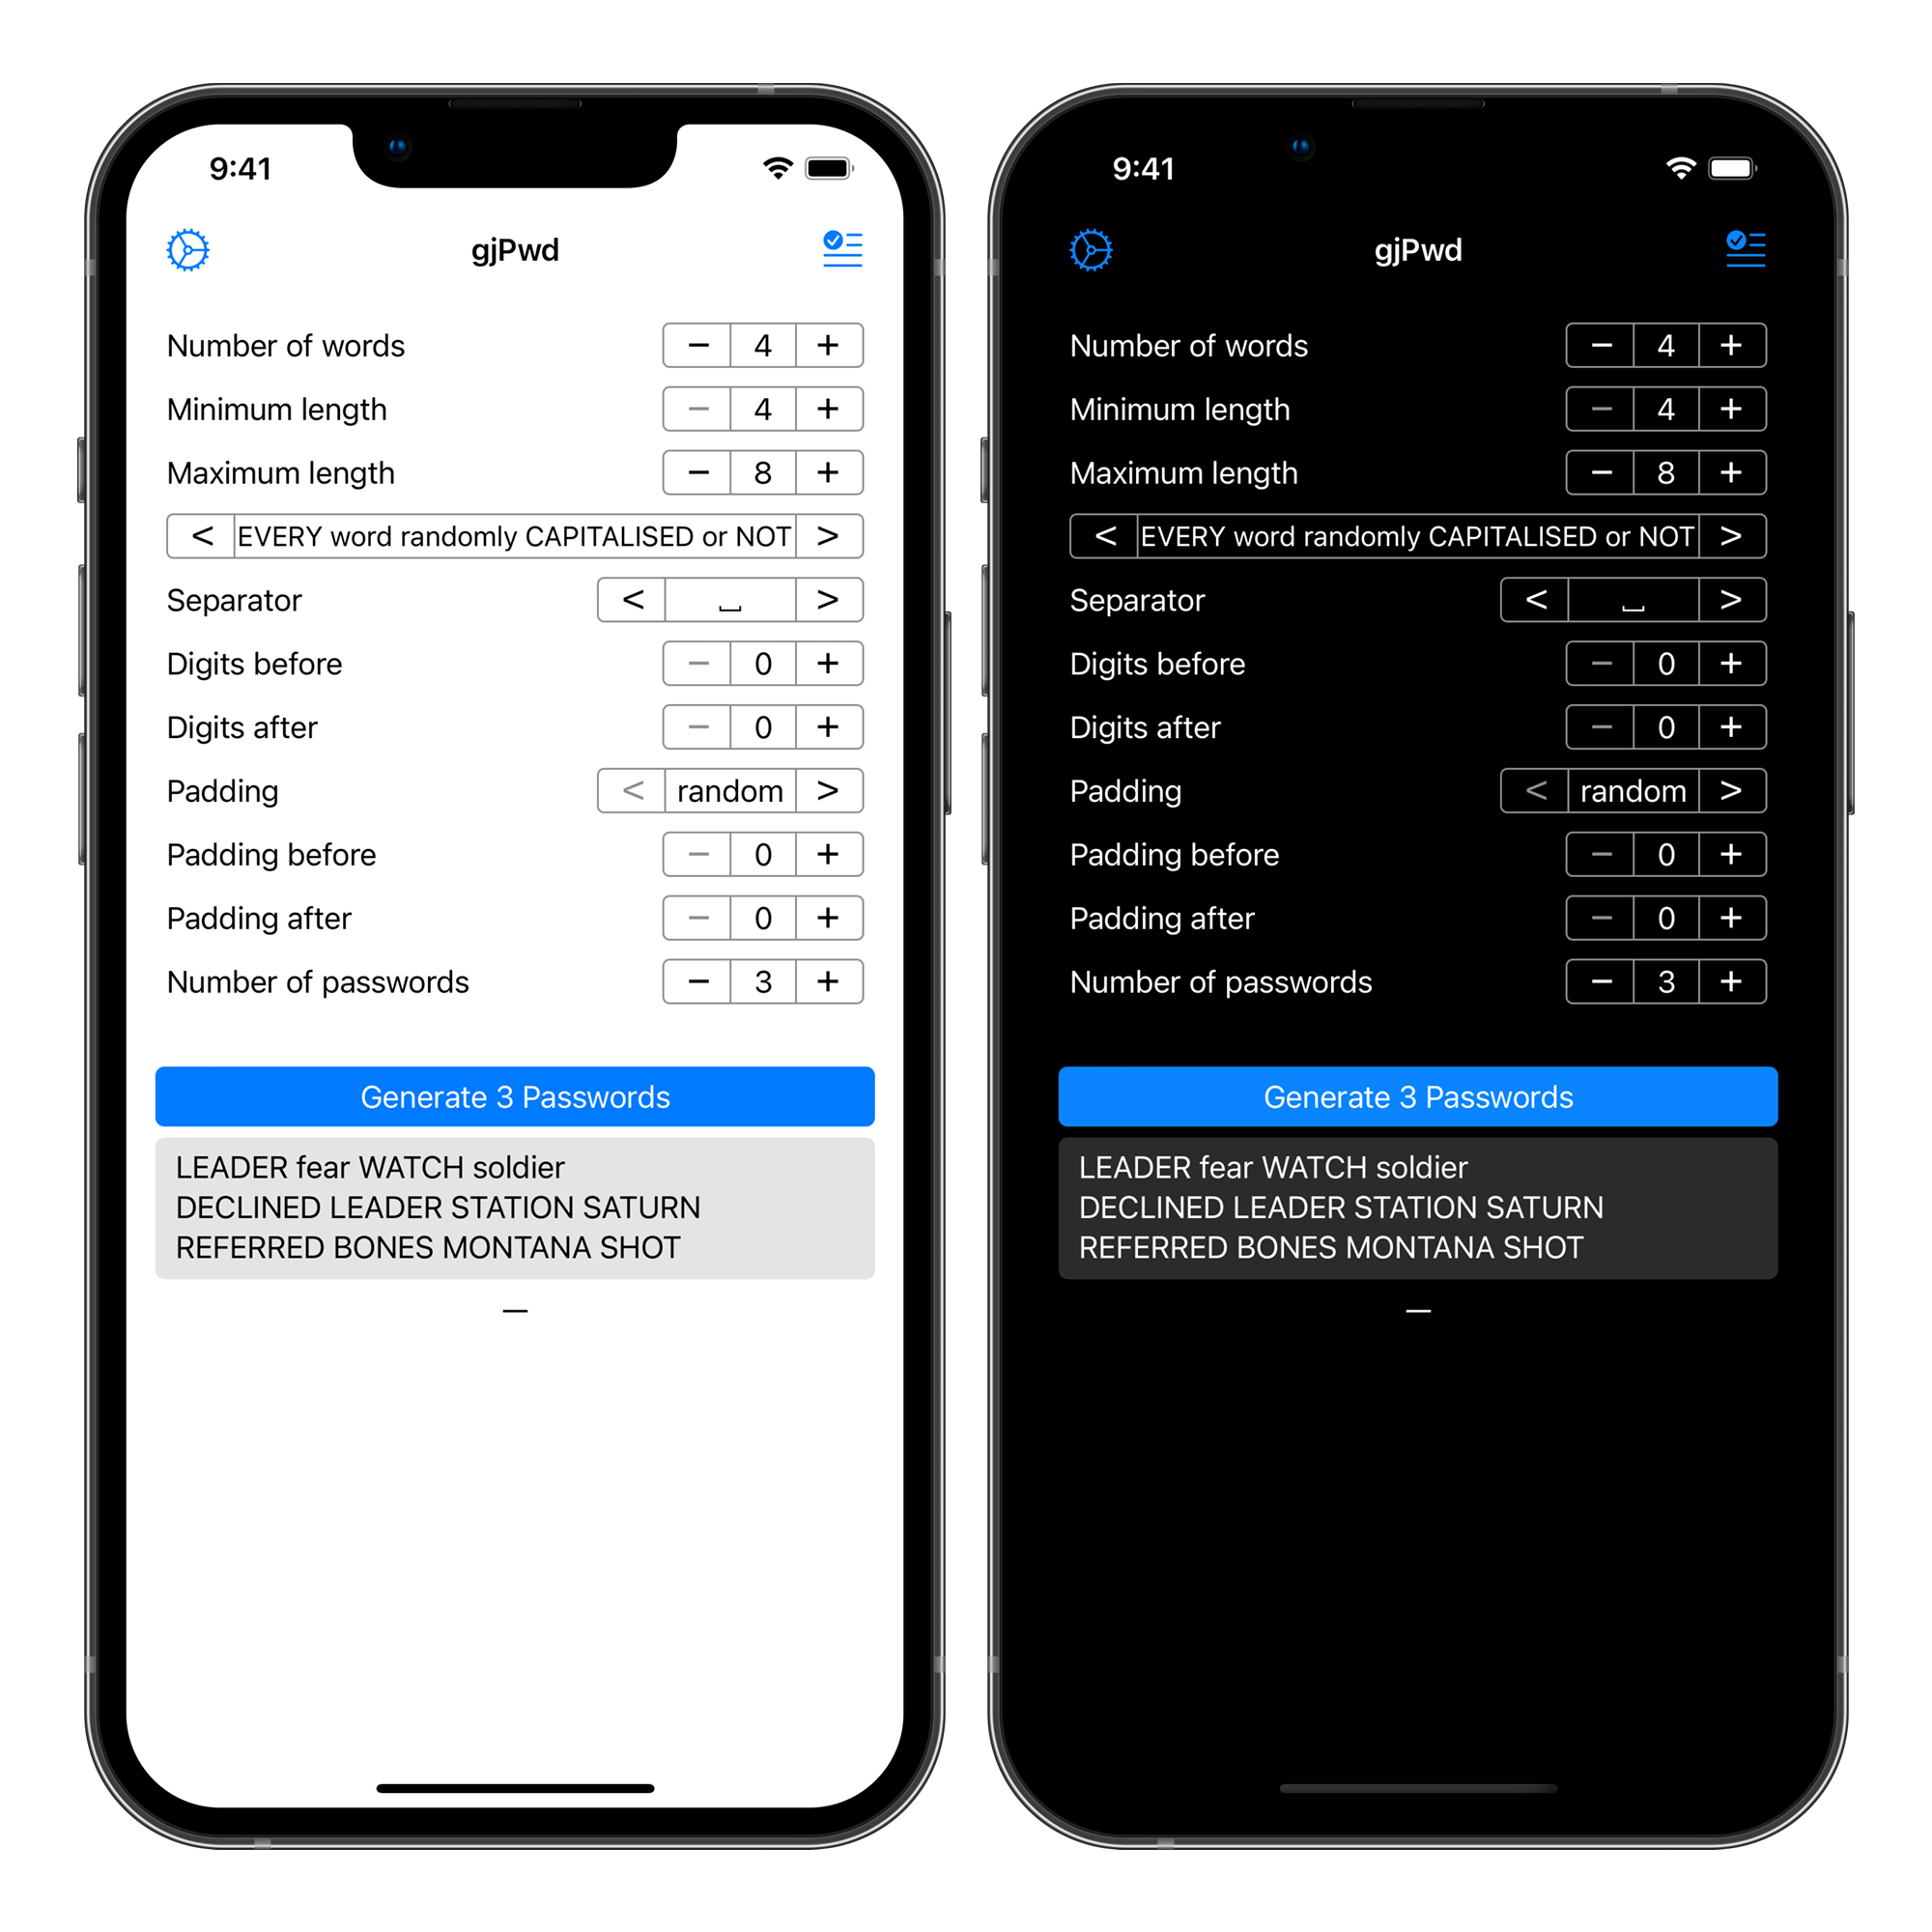 9:41
gjPwd
Number of words − 4 +
Minimum length − 4 +
Maximum length − 8 +
< EVERY word randomly CAPITALISED or NOT >
Separator < ⎵ >
Digits before − 0 +
Digits after − 0 +
Padding < random >
Padding before − 0 +
Padding after − 0 +
Number of passwords − 3 +
Generate 3 Passwords
LEADER fear WATCH soldier
DECLINED LEADER STATION SATURN
REFERRED BONES MONTANA SHOT
—
9:41
gjPwd
Number of words − 4 +
Minimum length − 4 +
Maximum length − 8 +
< EVERY word randomly CAPITALISED or NOT >
Separator < ⎵ >
Digits before − 0 +
Digits after − 0 +
Padding < random >
Padding before − 0 +
Padding after − 0 +
Number of passwords − 3 +
Generate 3 Passwords
LEADER fear WATCH soldier
DECLINED LEADER STATION SATURN
REFERRED BONES MONTANA SHOT
—